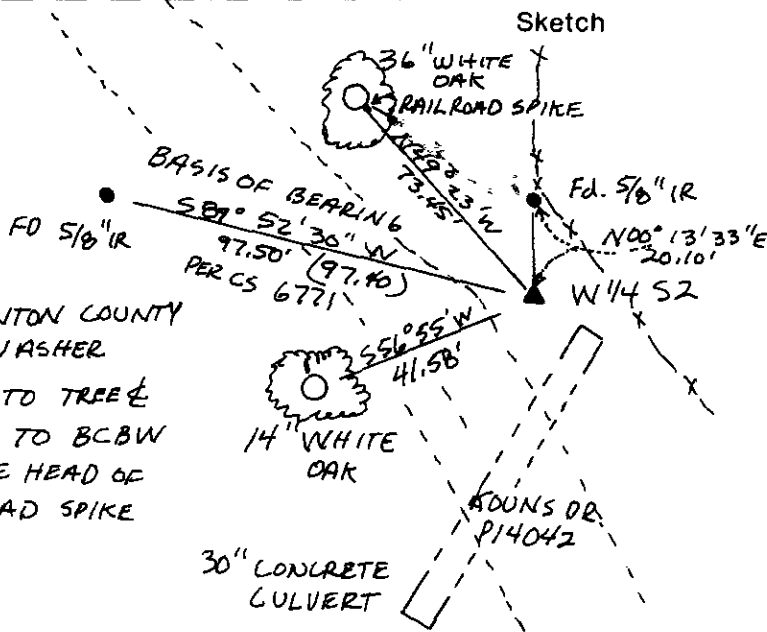 Sketch
36" WHITE
OAK
RAILROAD SPIKE
N49° 23' W
73.45'
BASIS OF BEARING
S89° 52' 30" W
97.50' (97.40)
PER CS 6771
FD 5/8" IR
Fd. 5/8" IR
N00° 13' 33" E
20.10'
W 1/4 S2
NTON COUNTY
ASHER
TO TREE ₵
TO BCBW
E HEAD OF
AD SPIKE
S56° 55' W
41.58'
14" WHITE
OAK
DR.
P14042
30" CONCRETE
CULVERT